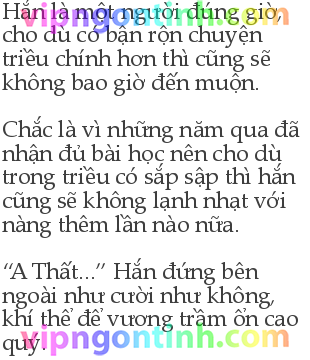 Hắn là một người đúng giờ,
cho dù có bận rộn chuyện
triều chính hơn thì cũng sẽ
không bao giờ đến muộn.
Chắc là vì những năm qua đã
nhận đủ bài học nên cho dù
trong triều có sắp sập thì hắn
cũng sẽ không lạnh nhạt với
nàng thêm lần nào nữa.
“A Thất...” Hắn đứng bên
ngoài như cười như không,
khí thể để vương trầm ổn cao
quý.
vipngontinh.com
vipngontinh.com